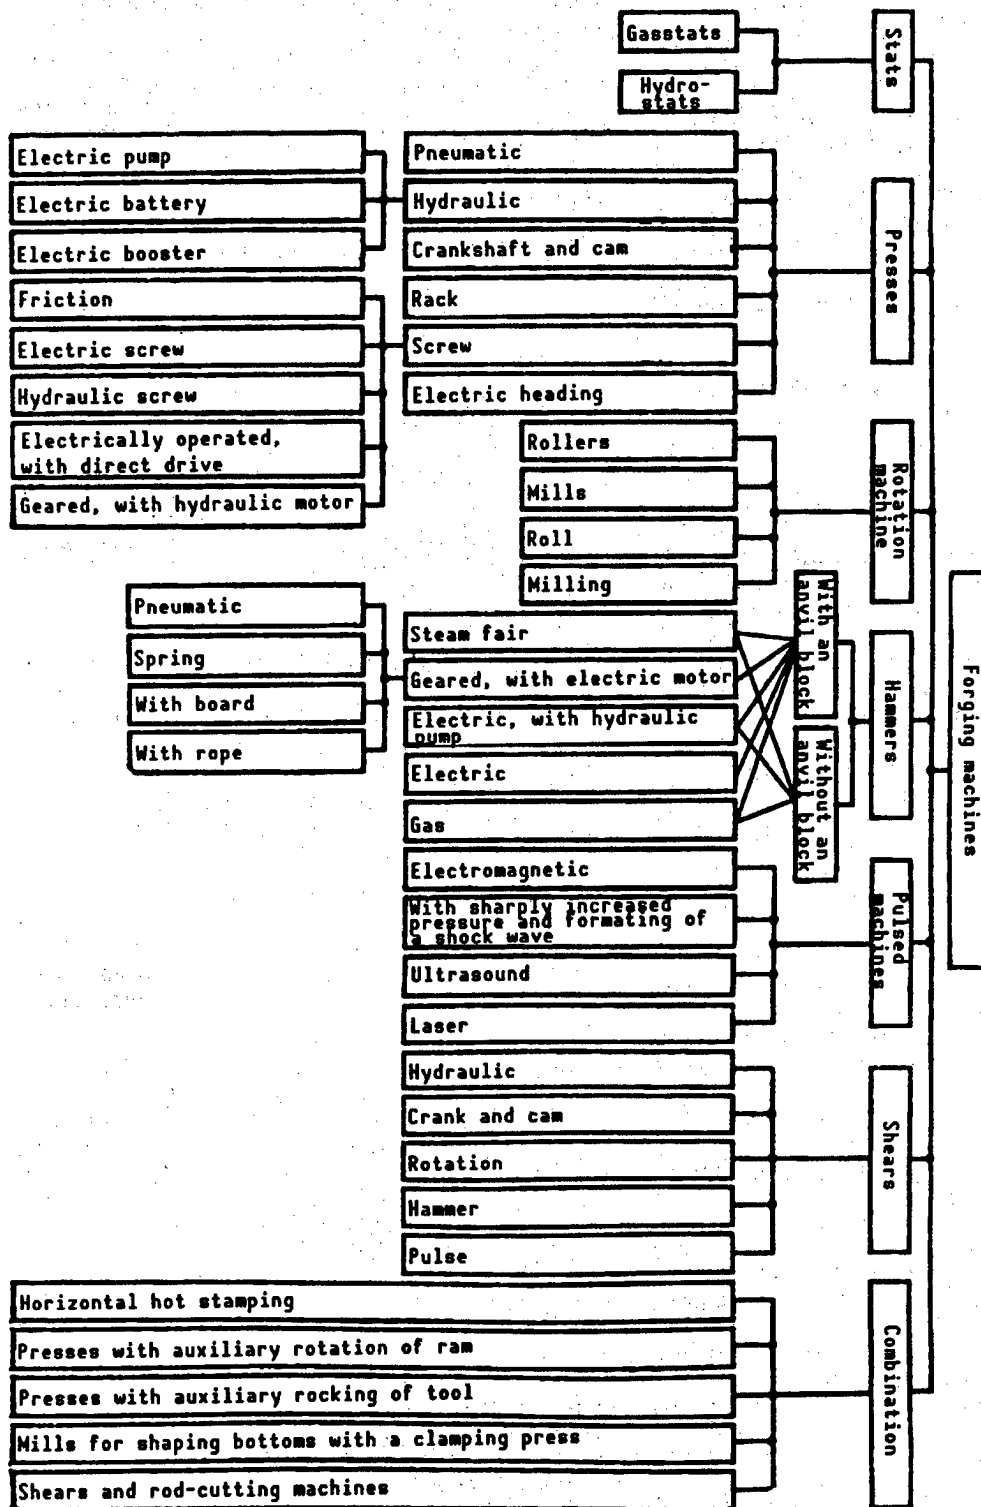 Forging machines
Stats
Gasstats
Hydro-
stats
Presses
Pneumatic
Hydraulic
Electric pump
Electric battery
Electric booster
Crankshaft and cam
Rack
Screw
Friction
Electric screw
Hydraulic screw
Electrically operated,
with direct drive
Geared, with hydraulic motor
Electric heading
Rotation
machine
Rollers
Mills
Roll
Milling
Hammers
With an
anvil block
Without an
anvil block
Steam fair
Geared, with electric motor
Pneumatic
Spring
With board
With rope
Electric, with hydraulic
pump
Electric
Gas
Pulsed
machines
Electromagnetic
With sharply increased
pressure and formating of
a shock wave
Ultrasound
Laser
Shears
Hydraulic
Crank and cam
Rotation
Hammer
Pulse
Combination
Horizontal hot stamping
Presses with auxiliary rotation of ram
Presses with auxiliary rocking of tool
Mills for shaping bottoms with a clamping press
Shears and rod-cutting machines